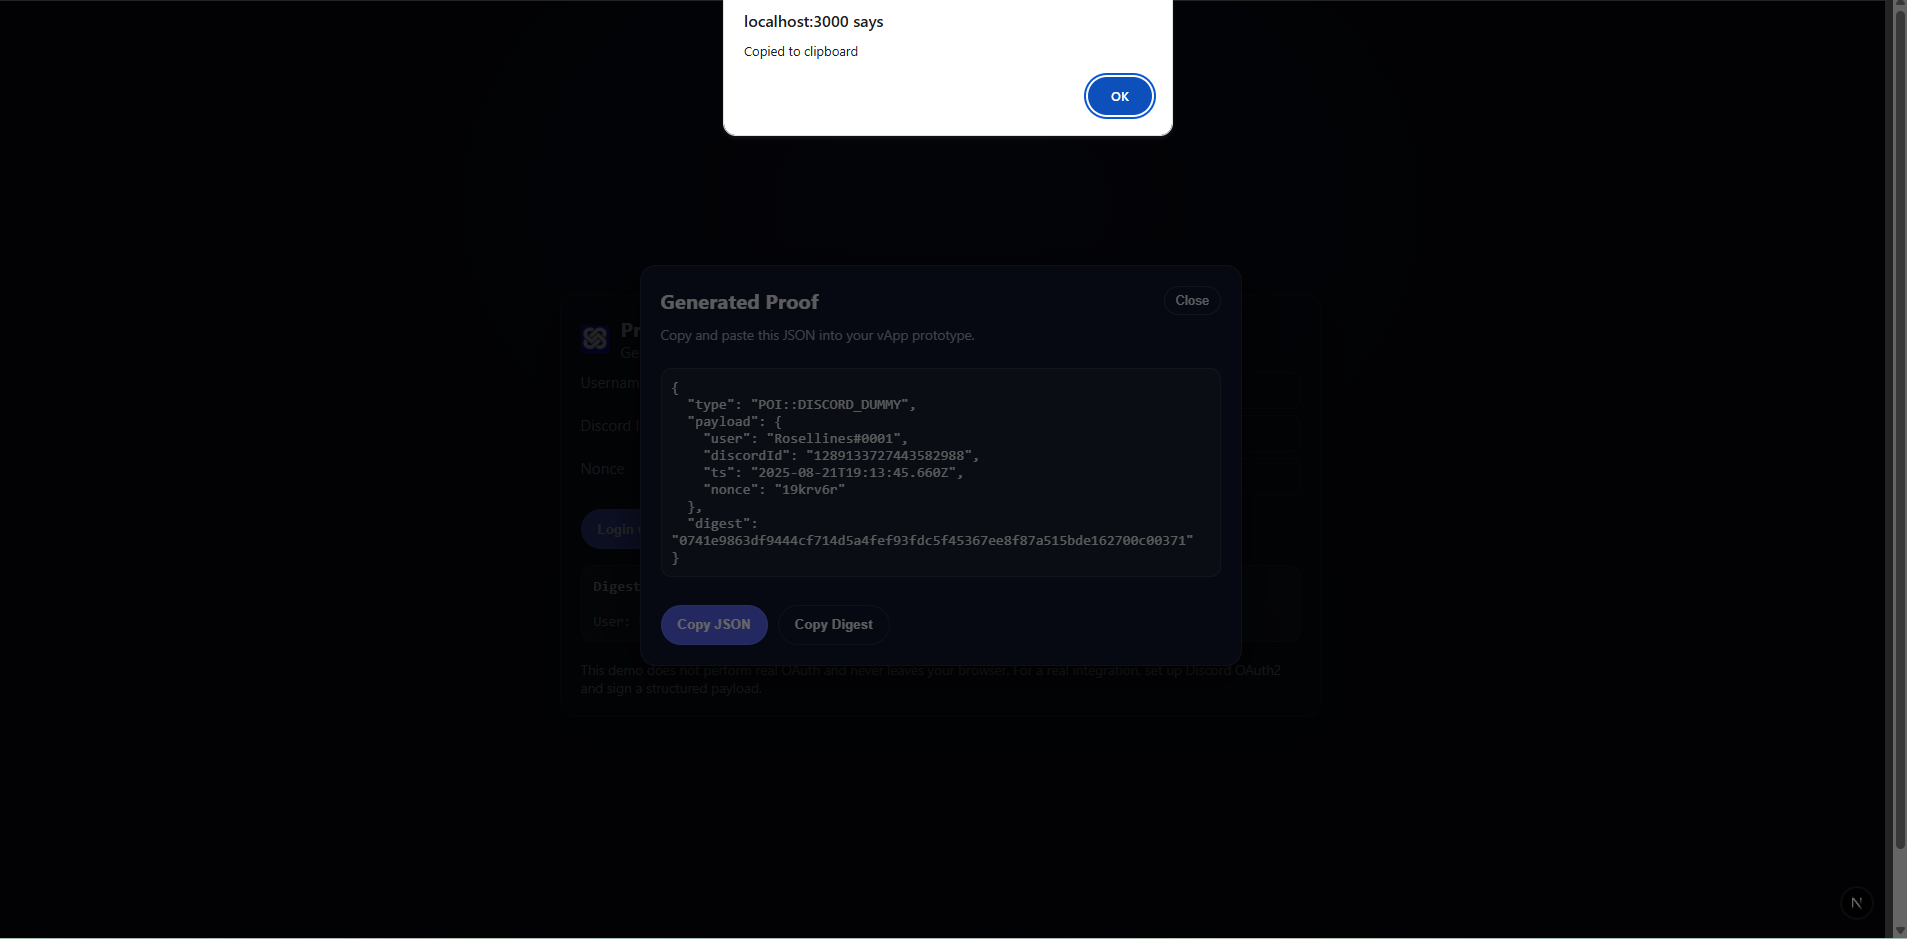 localhost:3000 says
Copied to clipboard
OK
Generated Proof
Close
Copy and paste this JSON into your vApp prototype.
{
"type": "POI::DISCORD_DUMMY",
"payload": {
"user": "Rosellines#0001",
"discordId": "1289133727443582988",
"ts": "2025-08-21T19:13:45.660Z",
"nonce": "19krv6r"
},
"digest":
"0741e9863df9444cf714d5a4fef93fdc5f45367ee8f87a515bde162700c00371"
}
Copy JSON
Copy Digest
Pr
Ge
Usernam
Discord I
Nonce
Login
Digest
User:
This demo does not perform real OAuth and never leaves your browser. For a real integration, set up Discord OAuth2
and sign a structured payload.
N